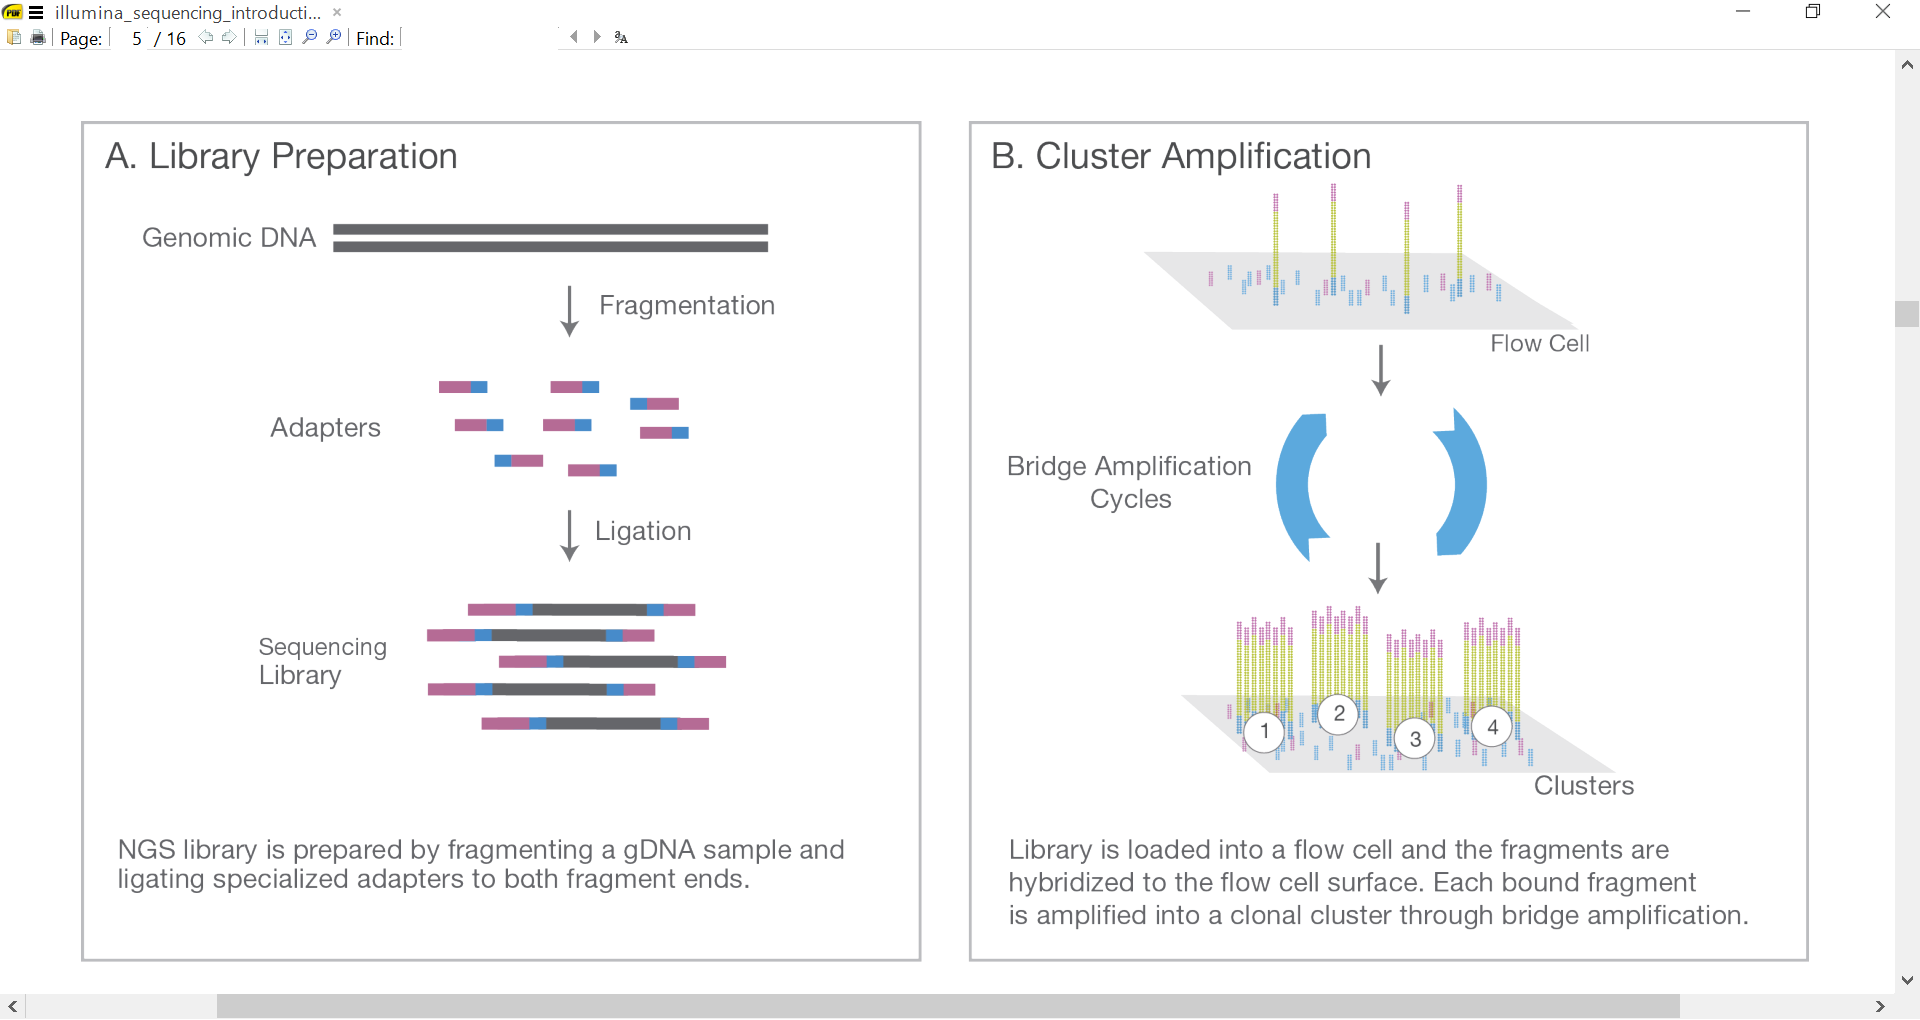 illumina_sequencing_introducti...
Page: 5 / 16 Find:
A. Library Preparation
Genomic DNA
Fragmentation
Adapters
Ligation
Sequencing
Library
NGS library is prepared by fragmenting a gDNA sample and
ligating specialized adapters to both fragment ends.
B. Cluster Amplification
Flow Cell
Bridge Amplification
Cycles
1
2
3
4
Clusters
Library is loaded into a flow cell and the fragments are
hybridized to the flow cell surface. Each bound fragment
is amplified into a clonal cluster through bridge amplification.